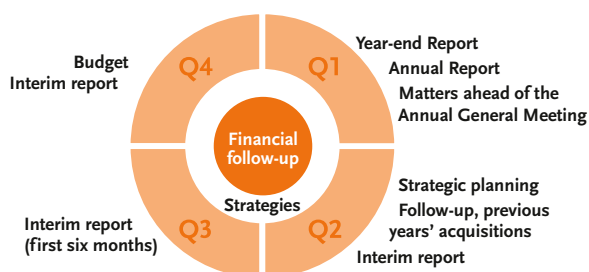 Year-end Report
Annual Report
Matters ahead of the
Annual General Meeting
Q1
Strategic planning
Follow-up, previous
years’ acquisitions
Interim report
Q2
Interim report
(first six months)
Q3
Budget
Interim report
Q4
Financial
follow-up
Strategies